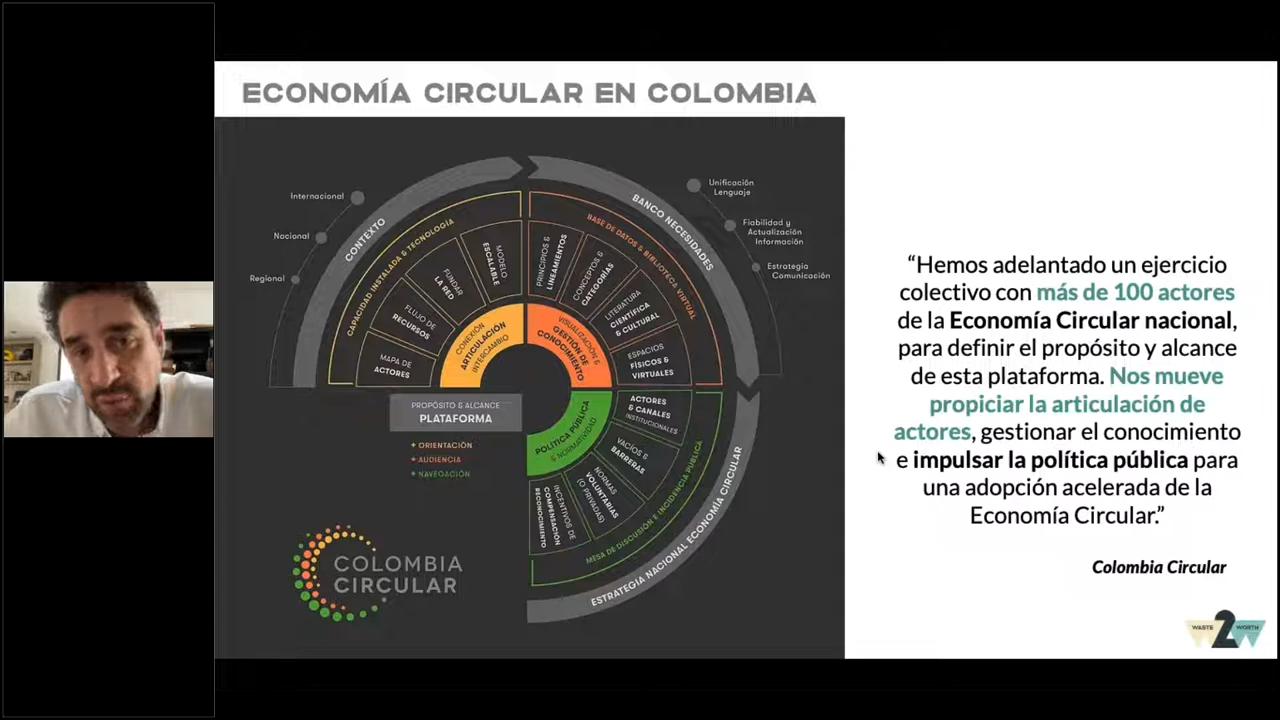 ECONOMÍA CIRCULAR EN COLOMBIA
Internacional
Nacional
Regional
CONTEXTO
CAPACIDAD INSTALADA & TECNOLOGÍA
MAPA DE
ACTORES
FLUJO DE
RECURSOS
FUNDAR
LA RED
MODELO
ESCALABLE
CONEXIÓN
ARTICULACIÓN
INTERCAMBIO
Unificación
Lenguaje
Fiabilidad y
Actualización
Información
Estrategia
Comunicación
BANCO NECESIDADES
BASE DE DATOS & BIBLIOTECA VIRTUAL
PRINCIPIOS &
LINEAMIENTOS
CONCEPTOS &
CATEGORÍAS
LITERATURA
CIENTÍFICA
& CULTURAL
ESPACIOS
FÍSICOS &
VIRTUALES
VISUALIZACIÓN &
GESTIÓN DE
CONOCIMIENTO
PROPÓSITO & ALCANCE
PLATAFORMA
+ ORIENTACIÓN
+ AUDIENCIA
+ NAVEGACIÓN
POLÍTICA PÚBLICA
& NORMATIVIDAD
ACTORES
& CANALES
INSTITUCIONALES
VACÍOS &
BARRERAS
NORMAS
VOLUNTARIAS
(O PRIVADAS)
INCENTIVOS DE
COMPENSACIÓN
RECONOCIMIENTO
MESA DE DISCUSIÓN E INCIDENCIA PÚBLICA
ESTRATEGIA NACIONAL ECONOMÍA CIRCULAR
COLOMBIA
CIRCULAR
“Hemos adelantado un ejercicio
colectivo con más de 100 actores
de la Economía Circular nacional,
para definir el propósito y alcance
de esta plataforma. Nos mueve
propiciar la articulación de
actores, gestionar el conocimiento
e impulsar la política pública para
una adopción acelerada de la
Economía Circular.”
Colombia Circular
WASTE 2 WORTH